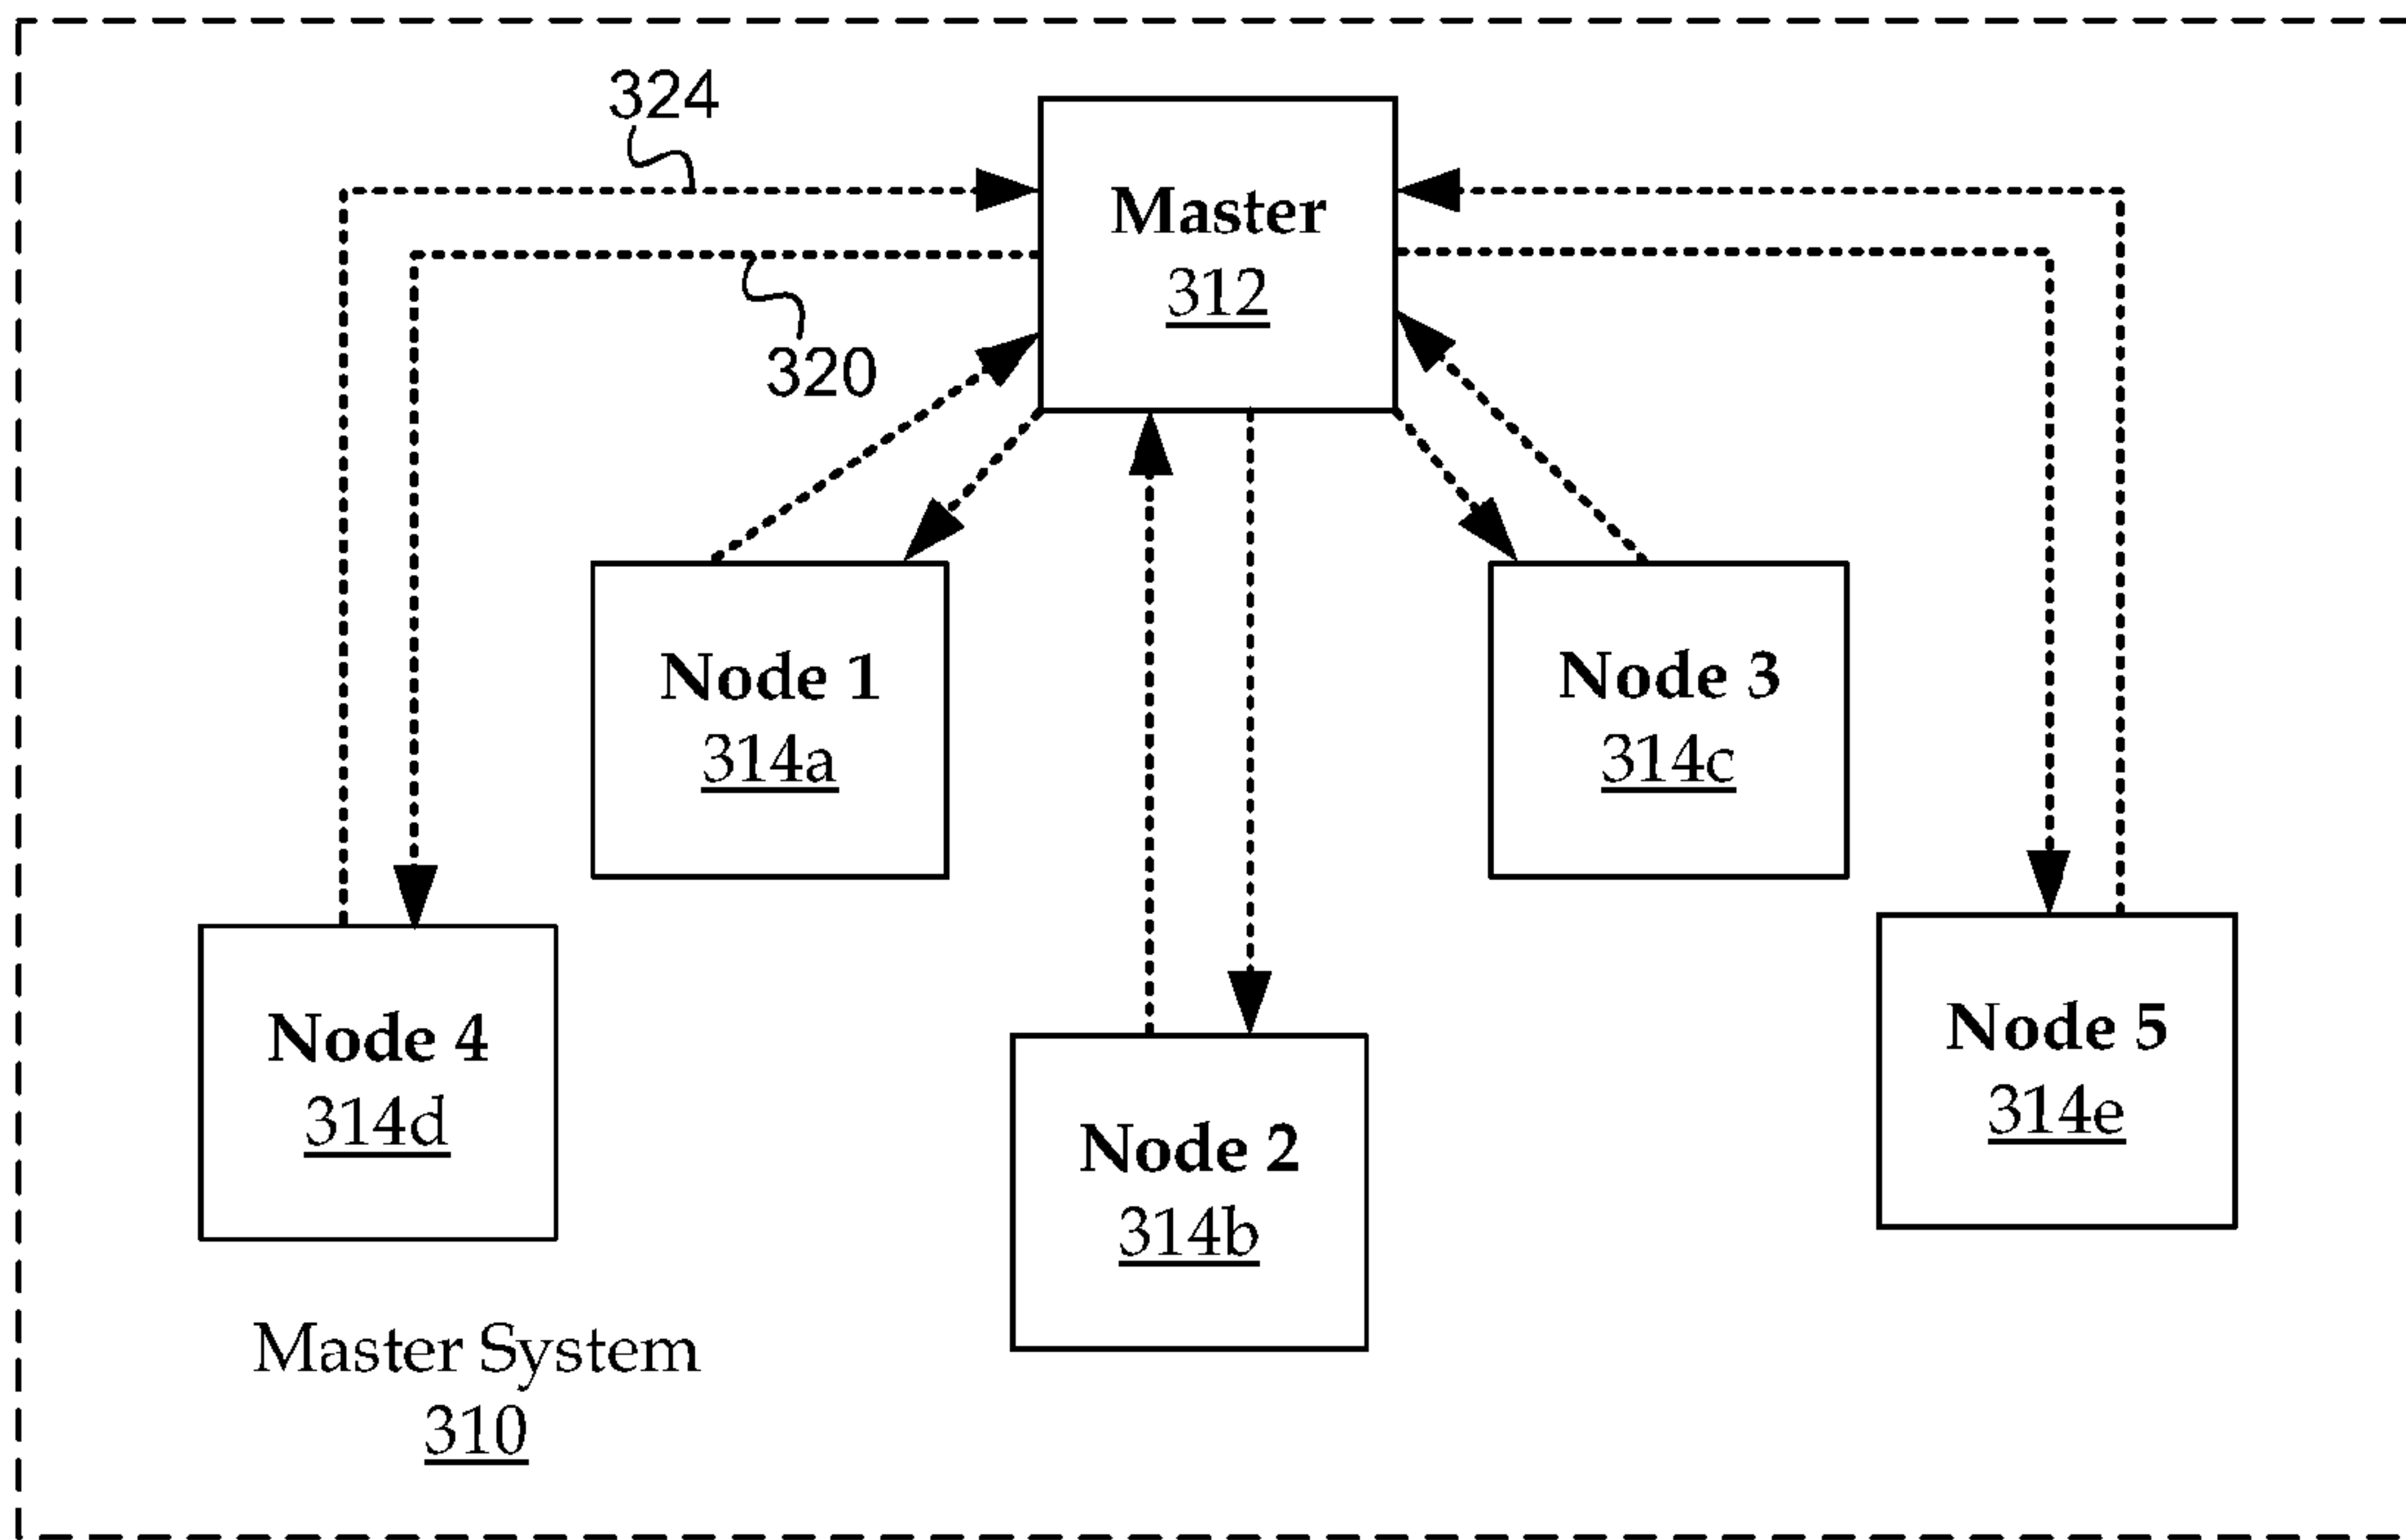 324
Master
312
320
Node 1
314a
Node 3
314c
Node 4
314d
Node 5
314e
Node 2
314b
Master System
310